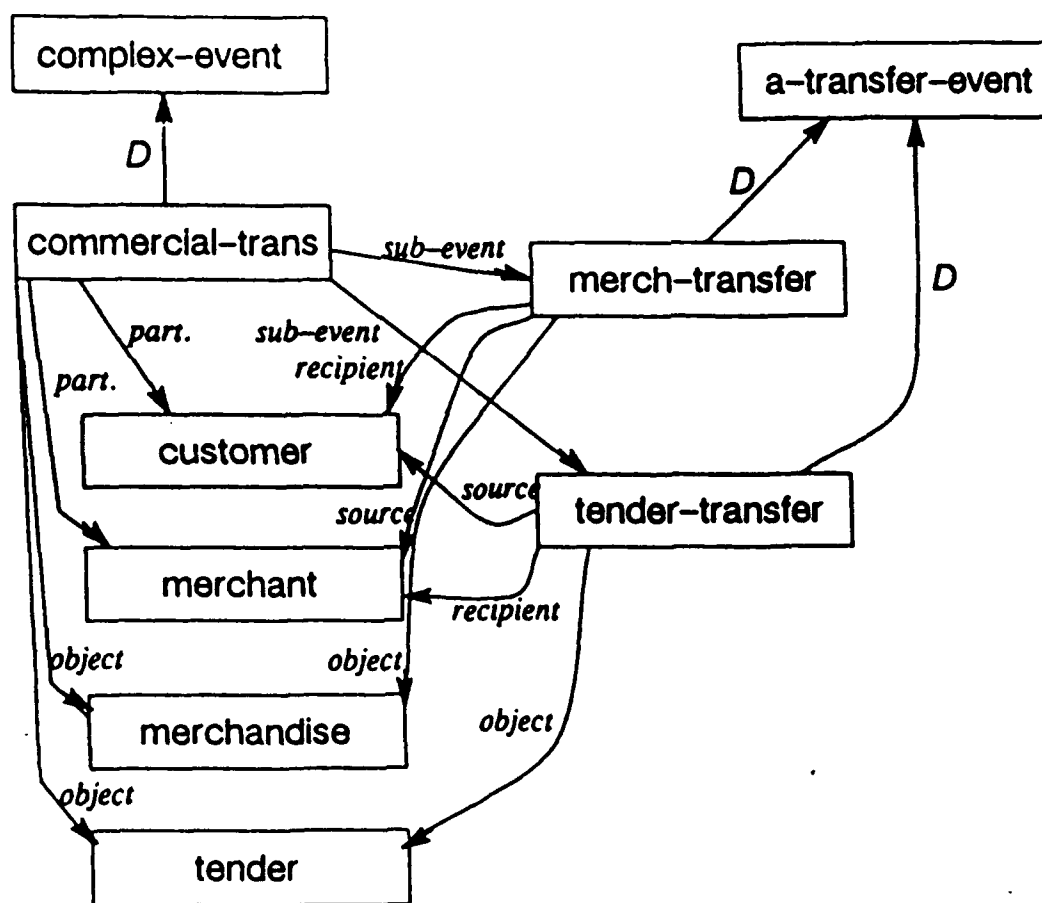 complex-event
a-transfer-event
D
D
commercial-trans
sub-event
merch-transfer
D
part.
sub-event
recipient
part.
customer
source
tender-transfer
source
merchant
recipient
object
object
merchandise
object
object
tender